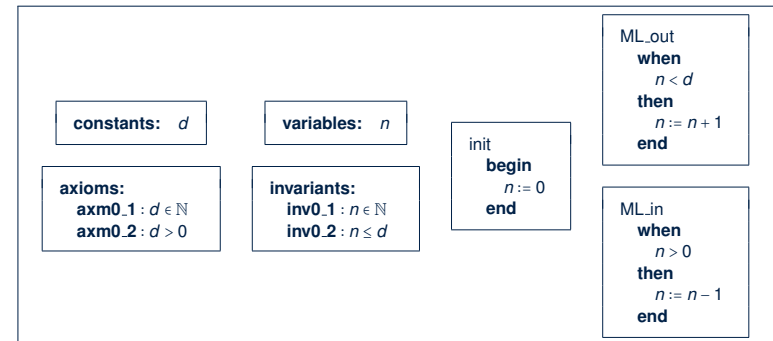 constants: d
axioms:
axm0_1 : d ∈ ℕ
axm0_2 : d > 0
variables: n
invariants:
inv0_1 : n ∈ ℕ
inv0_2 : n ≤ d
init
begin
n := 0
end
ML_out
when
n < d
then
n := n + 1
end
ML_in
when
n > 0
then
n := n − 1
end